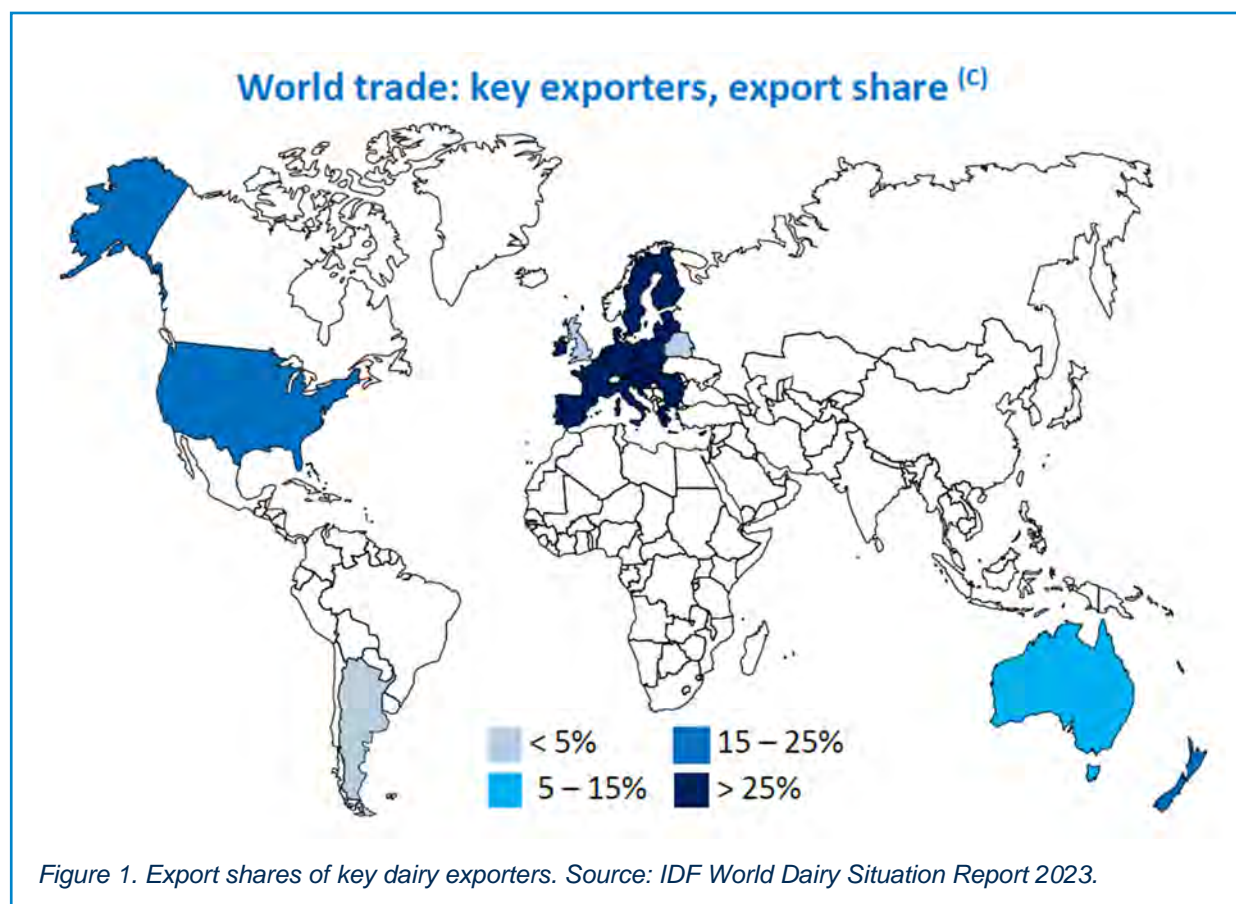 World trade: key exporters, export share (C)
< 5%
15 – 25%
5 – 15%
> 25%
Figure 1. Export shares of key dairy exporters. Source: IDF World Dairy Situation Report 2023.